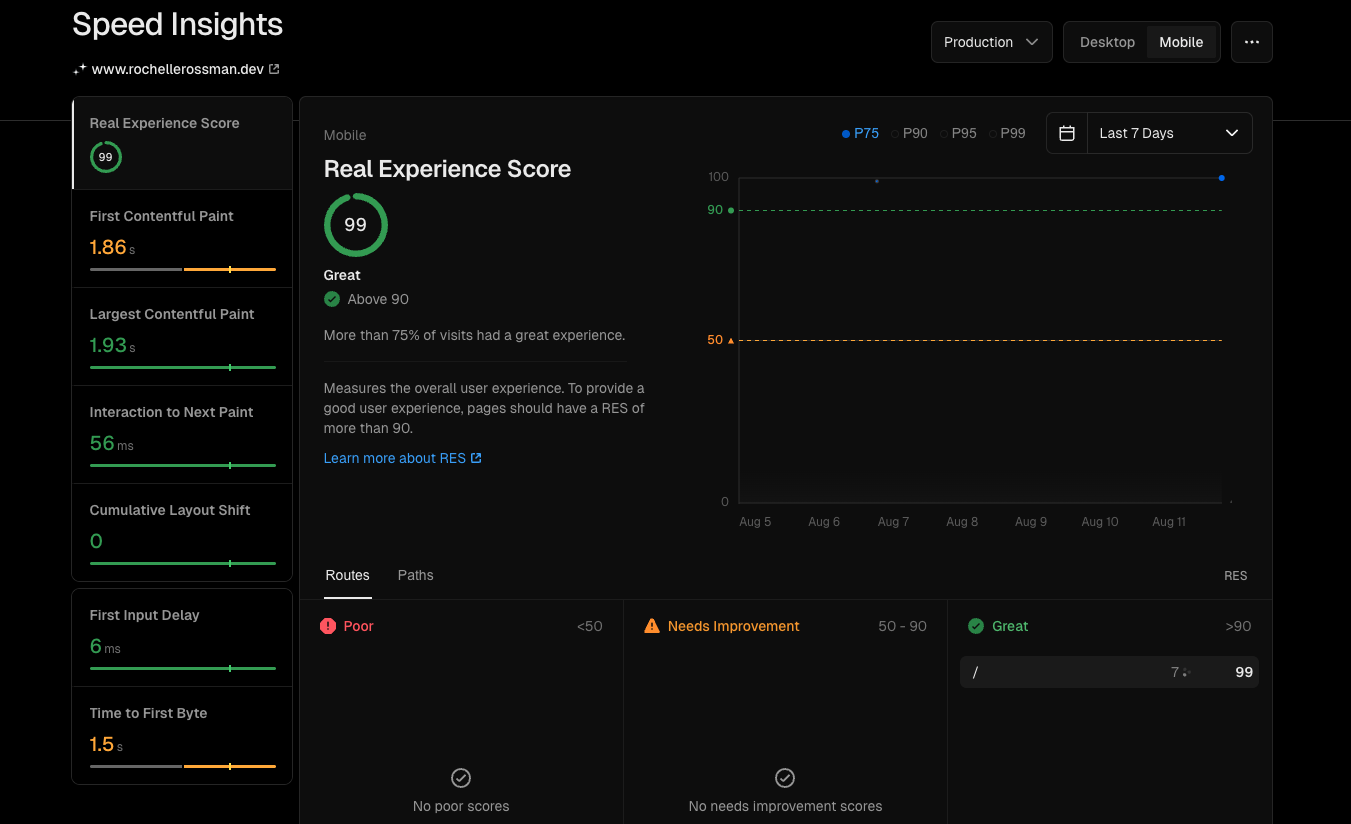 Speed Insights
www.rochellerossman.dev
Production
Desktop
Mobile
Real Experience Score
99
First Contentful Paint
1.86 s
Largest Contentful Paint
1.93 s
Interaction to Next Paint
56 ms
Cumulative Layout Shift
0
First Input Delay
6 ms
Time to First Byte
1.5 s
Mobile
Real Experience Score
99
Great
Above 90
More than 75% of visits had a great experience.
Measures the overall user experience. To provide a
good user experience, pages should have a RES of
more than 90.
Learn more about RES
P75 P90 P95 P99
Last 7 Days
100
90
50
0
Aug 5 Aug 6 Aug 7 Aug 8 Aug 9 Aug 10 Aug 11
Routes Paths RES
Poor <50
No poor scores
Needs Improvement 50 - 90
No needs improvement scores
Great >90
/ 7 99